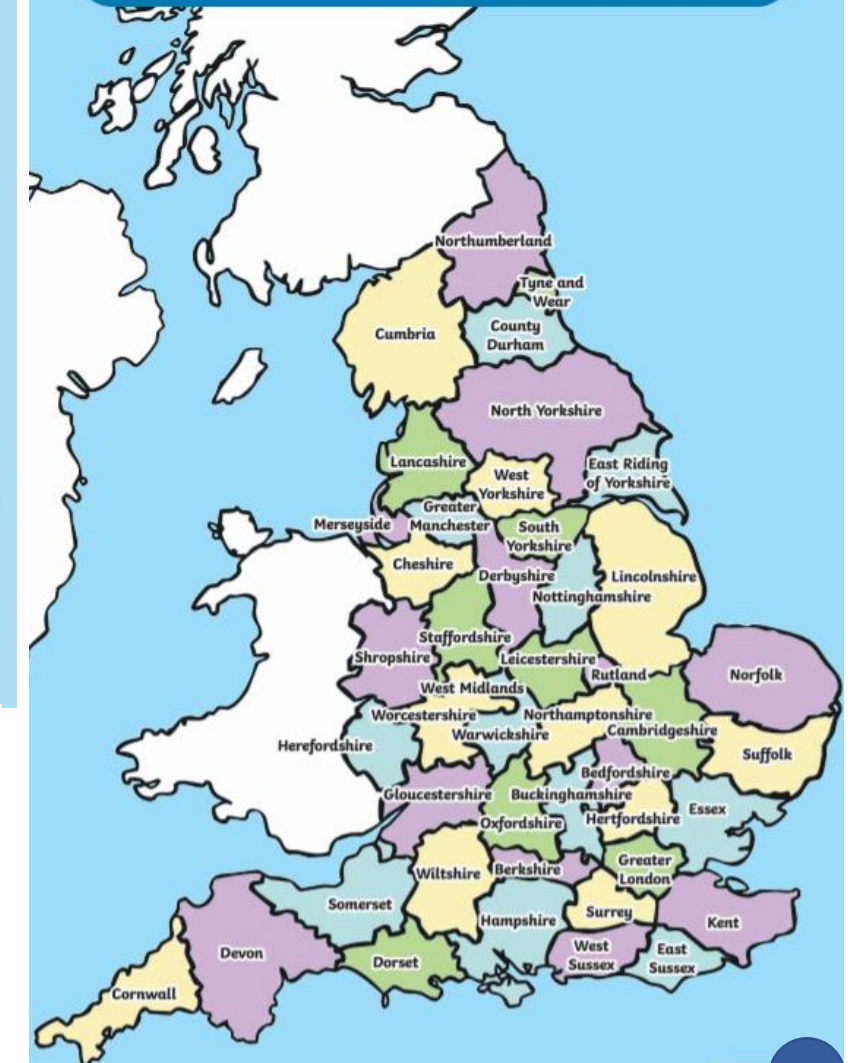 Northumberland
Tyne and
Wear
Cumbria
County
Durham
North Yorkshire
Lancashire
West
Yorkshire
East Riding
of Yorkshire
Merseyside
Greater
Manchester
South
Yorkshire
Cheshire
Derbyshire
Lincolnshire
Nottinghamshire
Staffordshire
Shropshire
Leicestershire
Rutland
Norfolk
West Midlands
Worcestershire
Northamptonshire
Cambridgeshire
Herefordshire
Warwickshire
Suffolk
Bedfordshire
Gloucestershire
Buckinghamshire
Essex
Oxfordshire
Hertfordshire
Greater
London
Wiltshire
Berkshire
Somerset
Hampshire
Surrey
Kent
Devon
Dorset
West
Sussex
East
Sussex
Cornwall